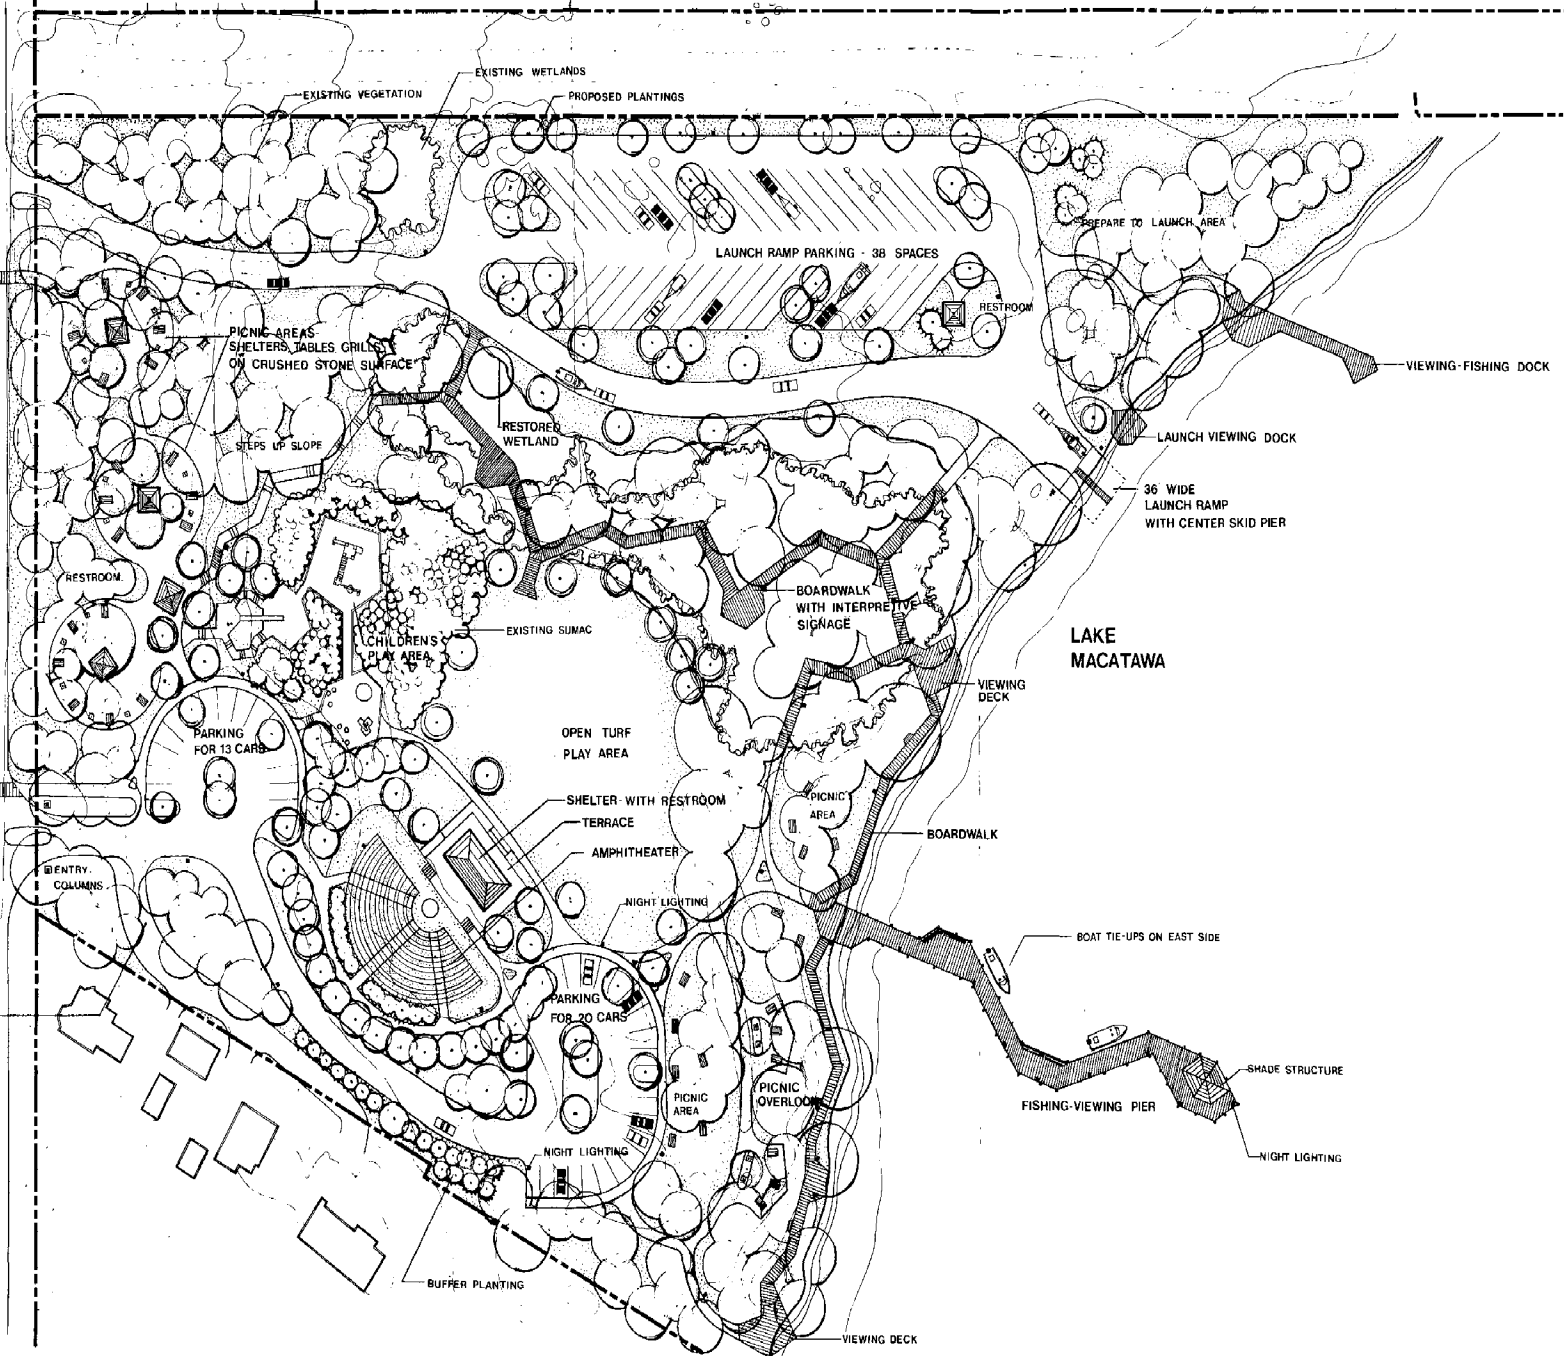 EXISTING WETLANDS
EXISTING VEGETATION
PROPOSED PLANTINGS
PREPARE TO LAUNCH AREA
LAUNCH RAMP PARKING - 38 SPACES
RESTROOM
PICNIC AREAS
SHELTERS, TABLES, GRILLS
ON CRUSHED STONE SURFACE
VIEWING-FISHING DOCK
RESTORED
WETLAND
STEPS UP SLOPE
LAUNCH VIEWING DOCK
36 WIDE
LAUNCH RAMP
WITH CENTER SKID PIER
RESTROOM
BOARDWALK
WITH INTERPRETIVE
SIGNAGE
EXISTING SUMAC
CHILDREN'S
PLAY AREA
LAKE
MACATAWA
VIEWING
DECK
PARKING
FOR 13 CARS
OPEN TURF
PLAY AREA
SHELTER WITH RESTROOM
TERRACE
AMPHITHEATER
PICNIC
AREA
BOARDWALK
ENTRY
COLUMNS
NIGHT LIGHTING
BOAT TIE-UPS ON EAST SIDE
PARKING
FOR 20 CARS
SHADE STRUCTURE
PICNIC
AREA
PICNIC
OVERLOOK
FISHING-VIEWING PIER
NIGHT LIGHTING
NIGHT LIGHTING
BUFFER PLANTING
VIEWING DECK